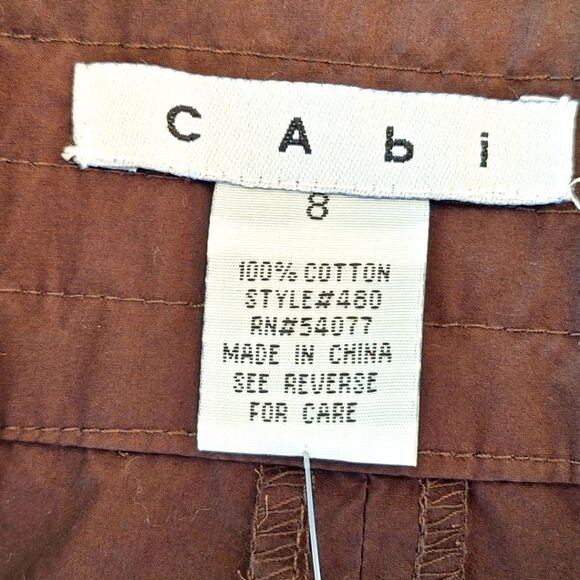 CAbi
8
100% COTTON
STYLE#480
RN#54077
MADE IN CHINA
SEE REVERSE
FOR CARE